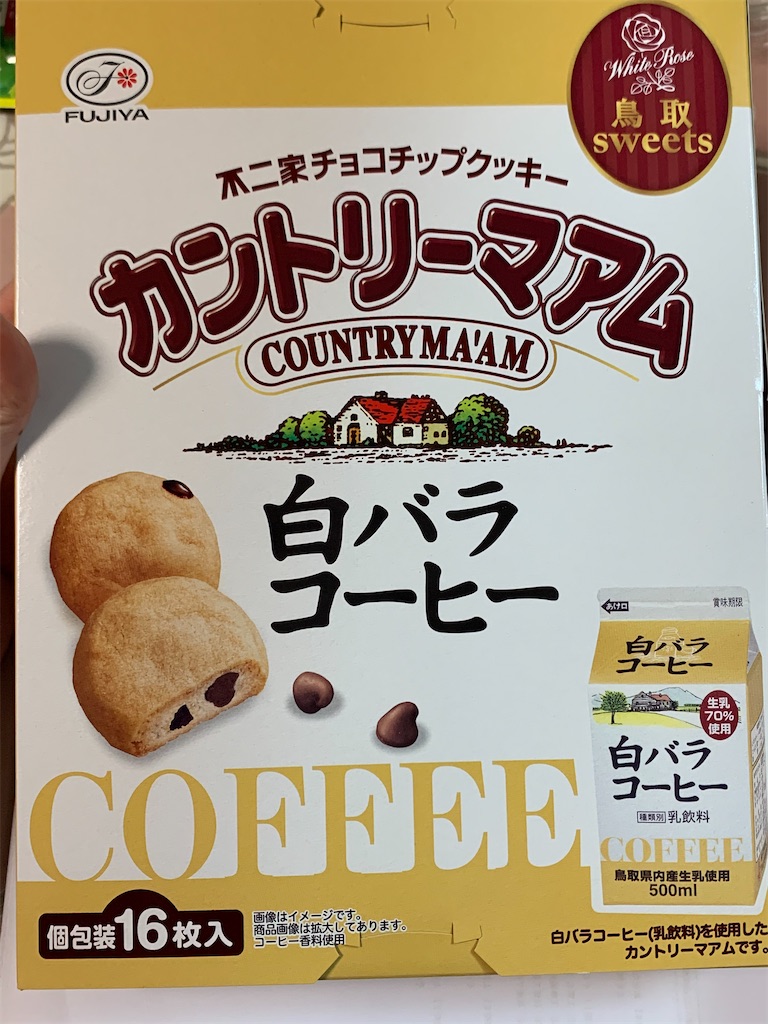 FUJIYA
白
White Rose
鳥取
sweets
不二家チョコチップクッキー
カントリーマアム
COUNTRY MA'AM
白バラ
コーヒー
あけ口
賞味期限
白バラ
コーヒー
生乳
70%
使用
白バラ
コーヒー
種類別 乳飲料
COFFEE
鳥取県内産生乳使用
500ml
COFFEE
個包装16枚入
画像はイメージです。
商品画像は拡大してあります。
コーヒー香料使用
白バラコーヒー(乳飲料)を使用した
カントリーマアムです。